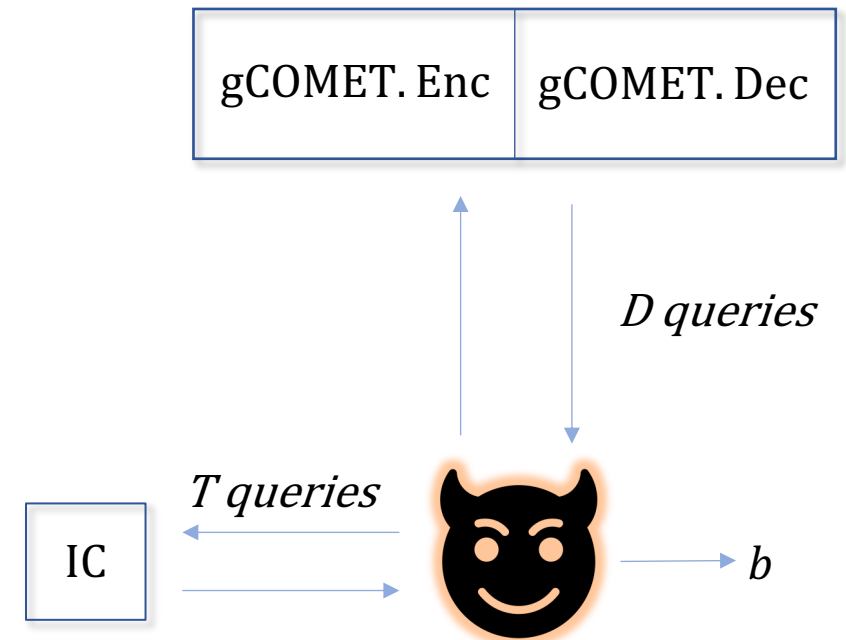 gCOMET. Enc
gCOMET. Dec
D queries
T queries
IC
b